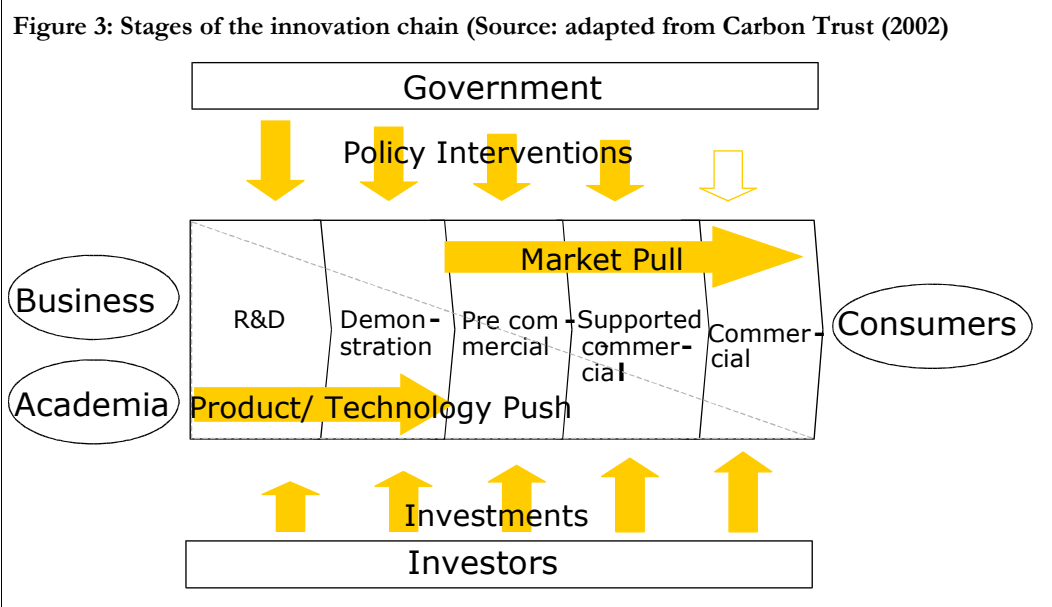 Figure 3: Stages of the innovation chain (Source: adapted from Carbon Trust (2002)
Government
Policy Interventions
Market Pull
Business
Academia
R&D
Demon-
stration
Pre com-
mercial
Supported
commer-
cial
Commer-
cial
Consumers
Product/ Technology Push
Investments
Investors